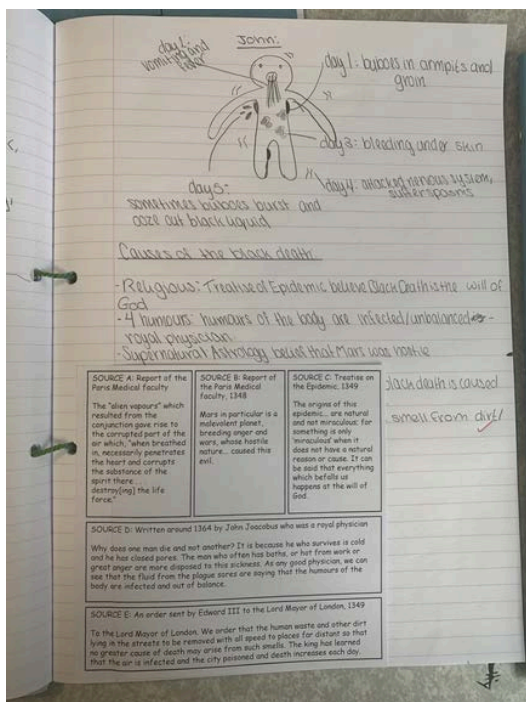 John:
day 2:
vomiting and
fever
day 1: buboes in armpits and
groin
day 3: bleeding under skin
day 4: attacked nervous system,
suffer spasms
day 5:
sometimes buboes burst and
ooze out black liquid
Causes of the black death
- Religious: Treatise of Epidemic believe Black Death is the will of
God
- 4 humours: humours of the body are infected/unbalanced -
royal physician
- Supernatural Astrology belief that Mars was hostile
black death is caused
smell from dirt/
SOURCE A: Report of the
Paris Medical faculty
The "alien vapours" which
resulted from the
conjunction gave rise to
the corrupted part of the
air which, "when breathed
in, necessarily penetrates
the heart and corrupts
the substance of the
spirit there . . .
destroy[ing] the life
force."
SOURCE B: Report of
the Paris Medical
faculty, 1348
Mars in particular is a
malevolent planet,
breeding anger and
wars, whose hostile
nature... caused this
evil.
SOURCE C: Treatise on
the Epidemic, 1349
The origins of this
epidemic... are natural
and not miraculous: for
something is only
'miraculous' when it
does not have a natural
reason or cause. It can
be said that everything
which befalls us
happens at the will of
God.
SOURCE D: Written around 1364 by John Jacobus who was a royal physician
Why does one man die and not another? It is because he who survives is cold
and he has closed pores. The man who often has baths, or hot from work or
great anger are more disposed to this sickness. As any good physician, we can
see that the fluid from the plague sores are saying that the humours of the
body are infected and out of balance.
SOURCE E: An order sent by Edward III to the Lord Mayor of London, 1349
To the Lord Mayor of London. We order that the human waste and other dirt
lying in the streets to be removed with all speed to places far distant so that
no greater cause of death may arise from such smells. The king has learned
that the air is infected and the city poisoned and death increases each day.